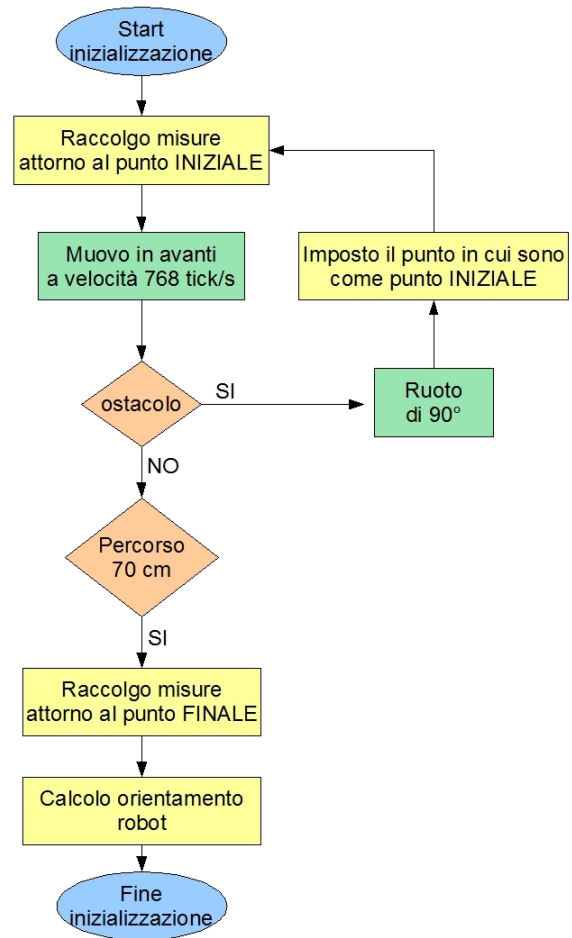 Start
inizializzazione
Raccolgo misure
attorno al punto INIZIALE
Muovo in avanti
a velocità 768 tick/s
Imposto il punto in cui sono
come punto INIZIALE
ostacolo
SI
Ruoto
di 90°
NO
Percorso
70 cm
SI
Raccolgo misure
attorno al punto FINALE
Calcolo orientamento
robot
Fine
inizializzazione